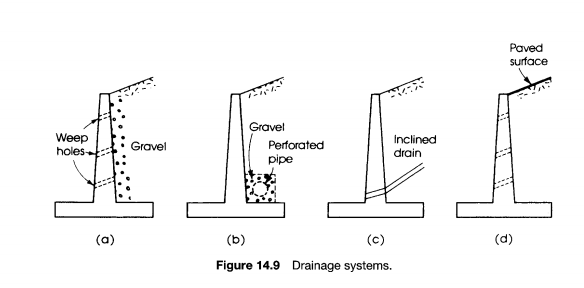 Paved
surface
Weep
holes
Gravel
Gravel
Perforated
pipe
Inclined
drain
(a)
(b)
(c)
(d)
Figure 14.9 Drainage systems.